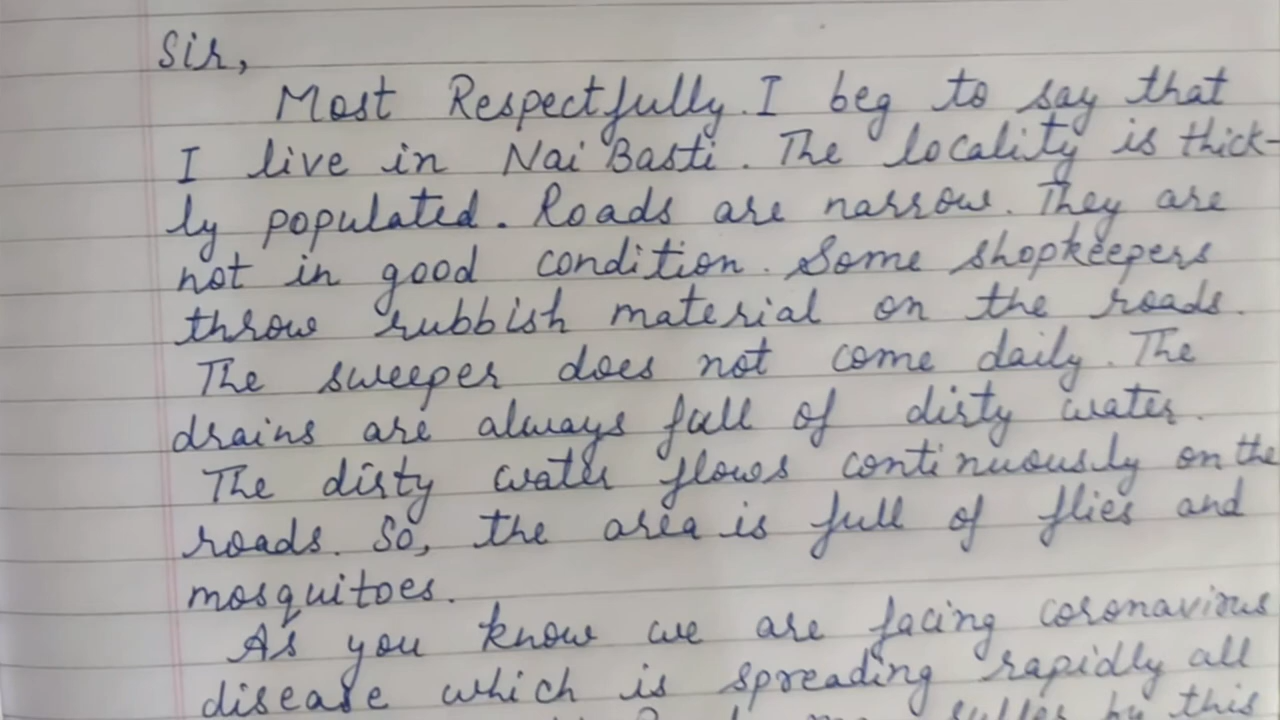 Sir,
Most Respectfully. I beg to say that
I live in Nai Basti. The locality is thick-
ly populated. Roads are narrow. They are
not in good condition. Some shopkeepers
throw rubbish material on the roads.
The sweeper does not come daily. The
drains are always full of dirty water.
The dirty water flows continuously on the
roads. So, the area is full of flies and
mosquitoes.
As you know we are facing coronavirus
disease which is spreading rapidly all
suffer by this